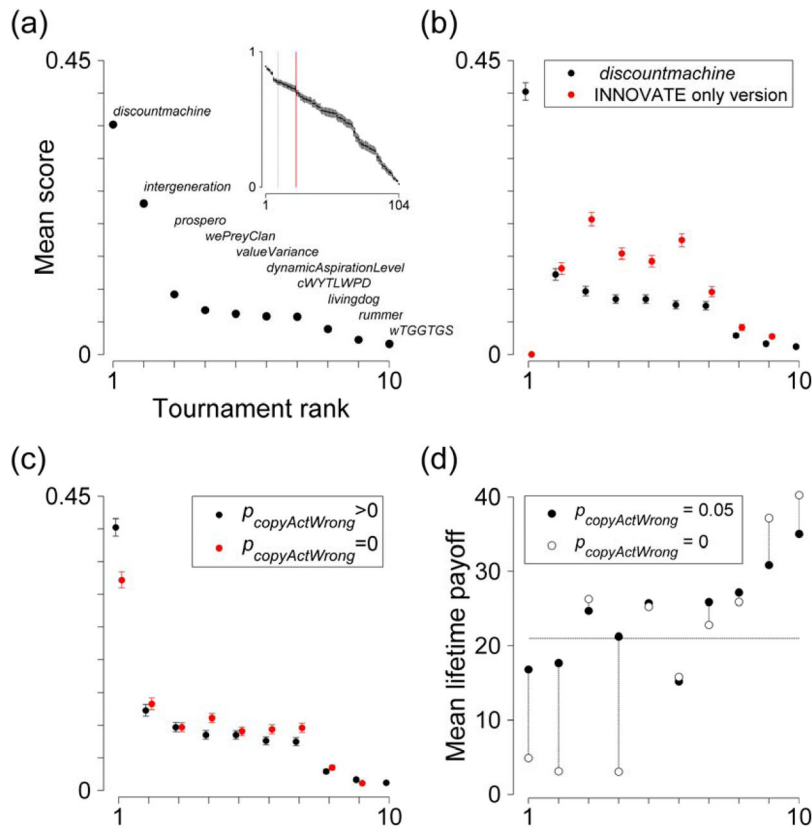 (a)
0.45
Mean score
0
1
10
Tournament rank
discountmachine
intergeneration
prospero
wePreyClan
valueVariance
dynamicAspirationLevel
cWYTLWPD
livingdog
rummer
wTGGTGS
1
0
1
104
(b)
0.45
discountmachine
INNOVATE only version
0
1
10
(c)
0.45
pcopyActWrong>0
pcopyActWrong=0
0
1
10
(d)
40
30
20
10
0
Mean lifetime payoff
pcopyActWrong = 0.05
pcopyActWrong = 0
1
10